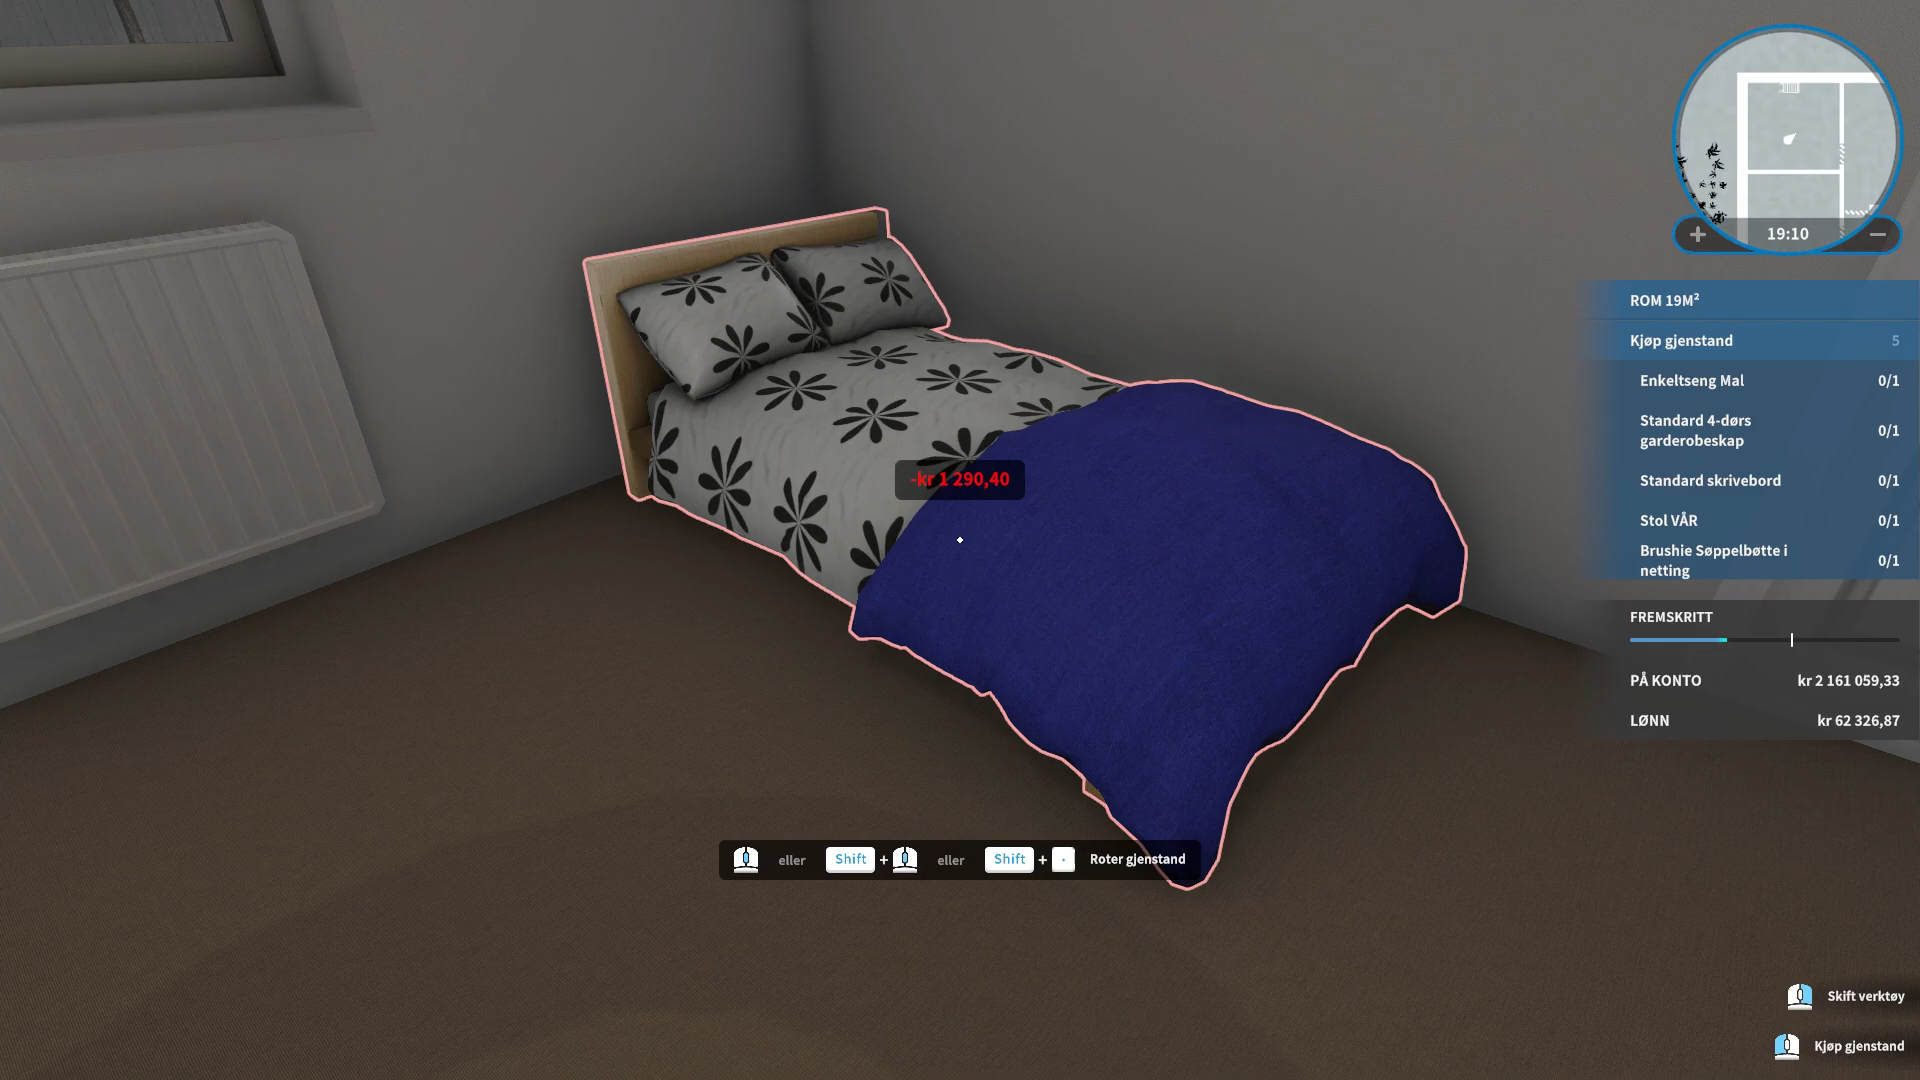 19:10
ROM 19M²
Kjøp gjenstand 5
Enkeltseng Mal 0/1
Standard 4-dørs
garderobeskap 0/1
Standard skrivebord 0/1
Stol VÅR 0/1
Brushie Søppelbøtte i
netting 0/1
-kr 1 290,40
FREMSKRITT
PÅ KONTO kr 2 161 059,33
LØNN kr 62 326,87
eller Shift + eller Shift + · Roter gjenstand
Skift verktøy
Kjøp gjenstand